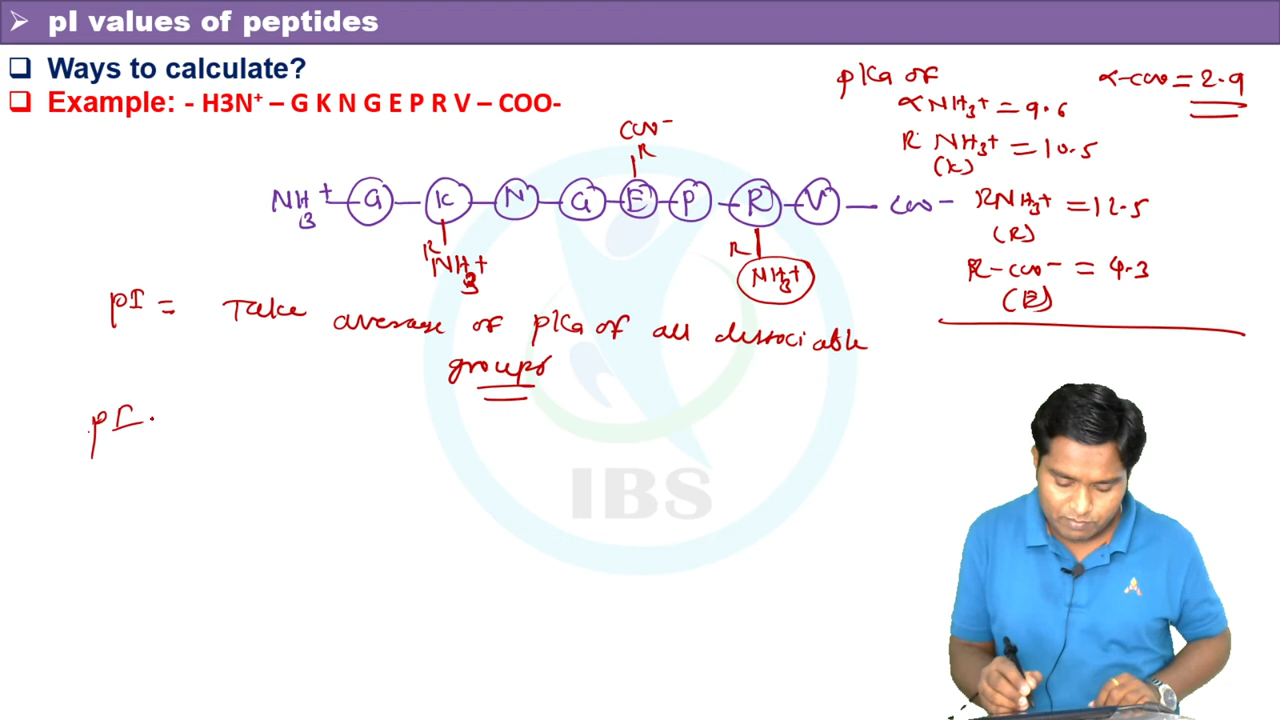 ➤ pI values of peptides
❑ Ways to calculate?
❑ Example: - H3N⁺ – G K N G E P R V – COO-
pKa of α-coo = 2.9
αNH3+ = 9.6
R NH3+ = 10.5
(K)
RNH3+ = 12.5
(R)
R-coo- = 4.3
(E)
COO-
R
NH3+ G K N G E P R V coo-
R R
NH3+ NH3+
pI = Take average of pKa of all dissociable
groups
pI.
IBS